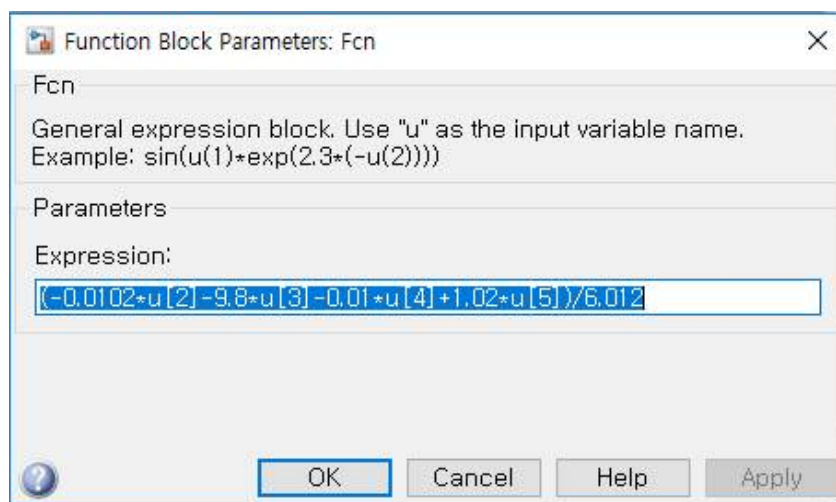 Function Block Parameters: Fcn
Fcn
General expression block. Use "u" as the input variable name.
Example: sin(u(1)*exp(2.3*(-u(2))))
Parameters
Expression:
(-0.0102*u[2]-9.8*u[3]-0.01*u[4]+1.02*u[5])/6.012
OK
Cancel
Help
Apply